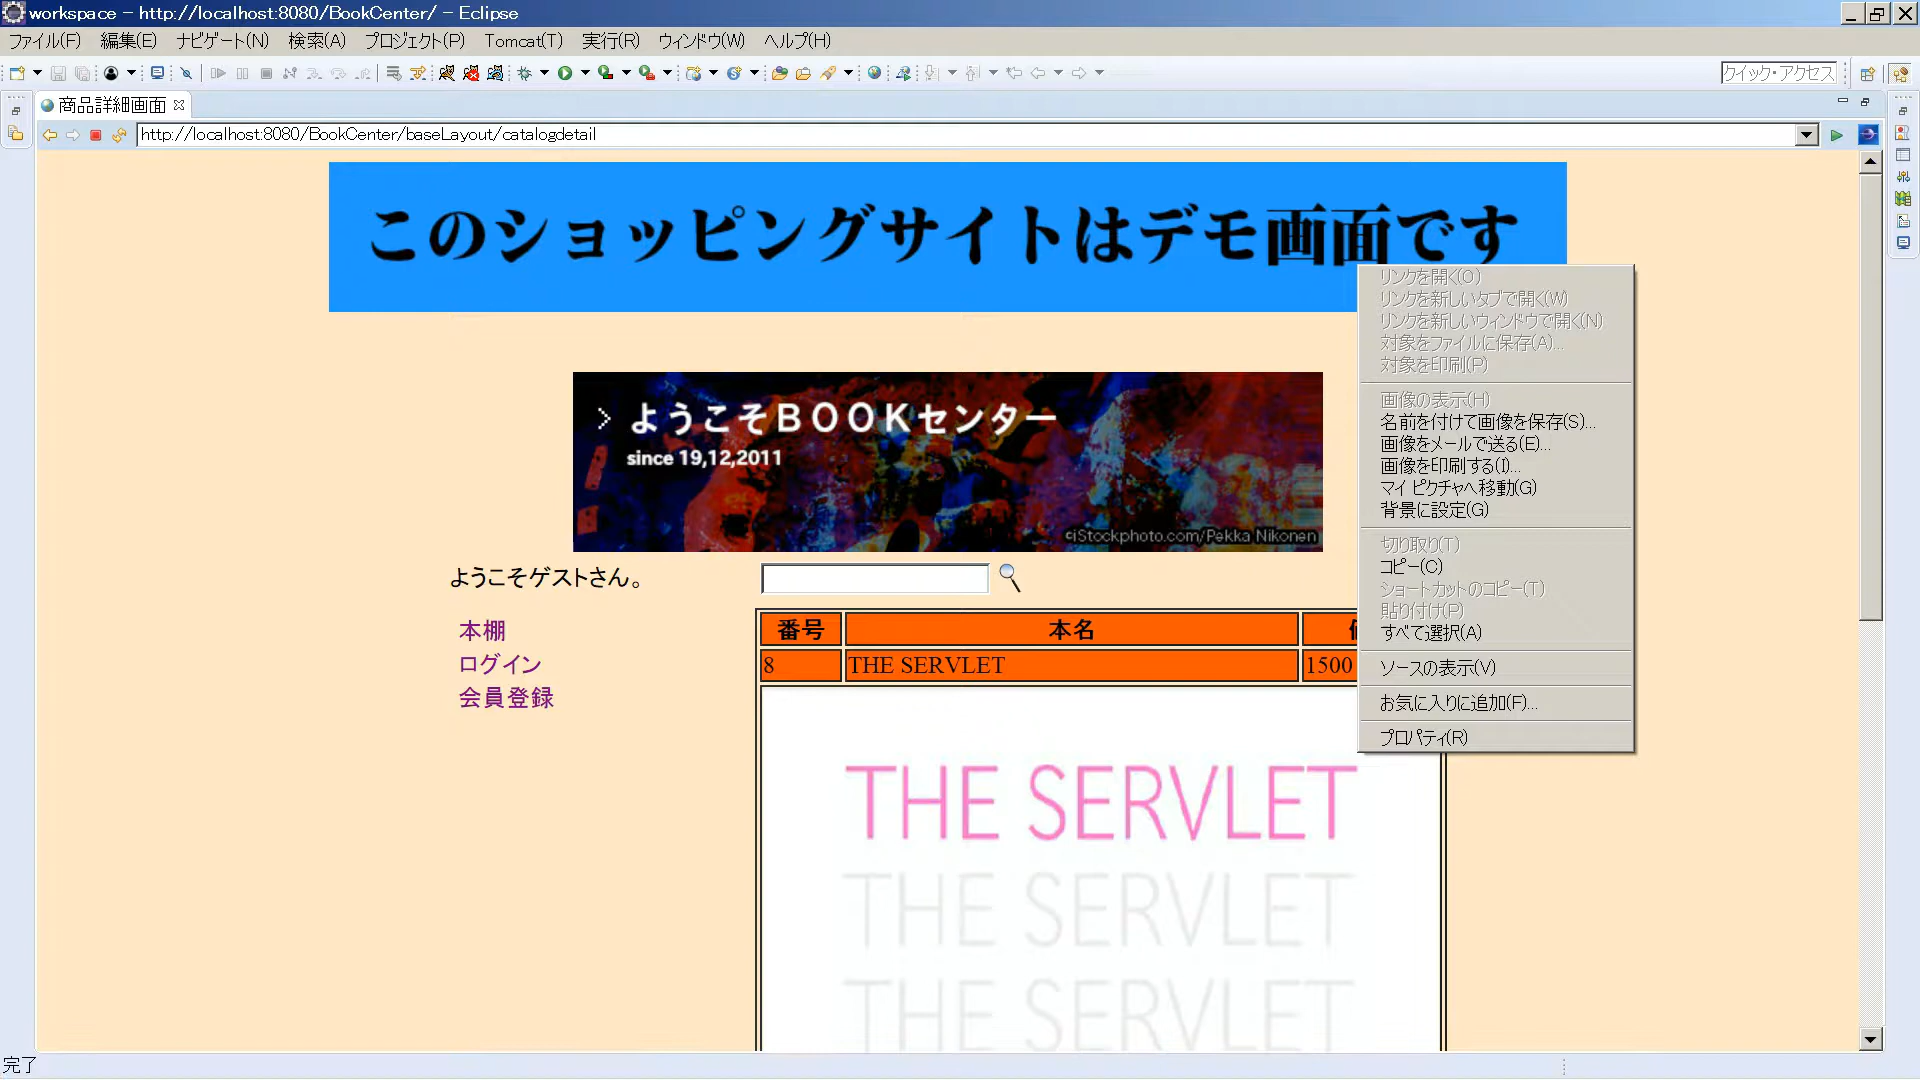 workspace - http://localhost:8080/BookCenter/ - Eclipse
ファイル(F) 編集(E) ナビゲート(N) 検索(A) プロジェクト(P) Tomcat(T) 実行(R) ウィンドウ(W) ヘルプ(H)
クイック・アクセス
商品詳細画面
http://localhost:8080/BookCenter/baseLayout/catalogdetail
このショッピングサイトはデモ画面です
ようこそBOOKセンター
since 19,12,2011
©iStockphoto.com/Pekka Nikonen
ようこそゲストさん。
本棚
ログイン
会員登録
番号 本名
8 THE SERVLET 1500
THE SERVLET
THE SERVLET
THE SERVLET
リンクを開く(O)
リンクを新しいタブで開く(W)
リンクを新しいウィンドウで開く(N)
対象をファイルに保存(A)...
対象を印刷(P)
画像の表示(H)
名前を付けて画像を保存(S)...
画像をメールで送る(E)...
画像を印刷する(I)...
マイ ピクチャへ移動(G)
背景に設定(G)
切り取り(T)
コピー(C)
ショートカットのコピー(T)
貼り付け(P)
すべて選択(A)
ソースの表示(V)
お気に入りに追加(F)...
プロパティ(R)
完了